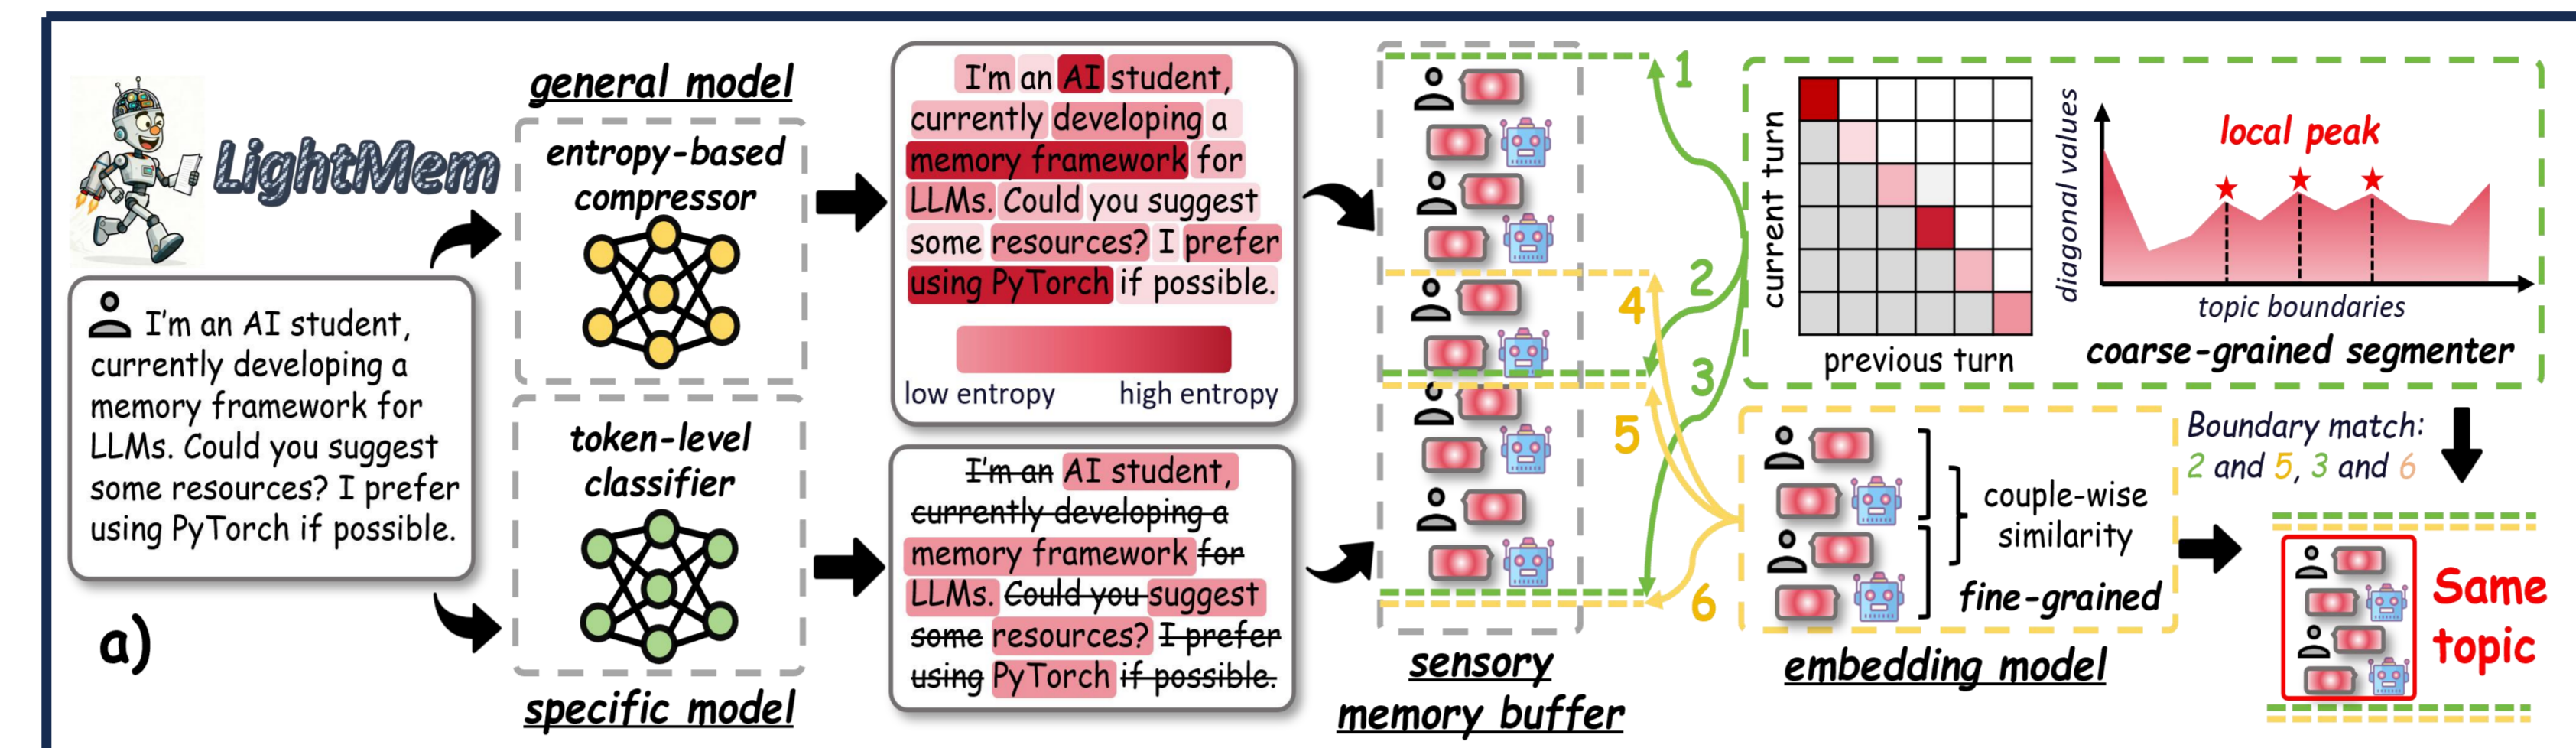 LightMem
I'm an AI student,
currently developing a
memory framework for
LLMs. Could you suggest
some resources? I prefer
using PyTorch if possible.
a)
general model
entropy-based
compressor
token-level
classifier
specific model
I'm an AI student,
currently developing a
memory framework for
LLMs. Could you suggest
some resources? I prefer
using PyTorch if possible.
low entropy high entropy
I'm an AI student,
currently developing a
memory framework for
LLMs. Could you suggest
some resources? I prefer
using PyTorch if possible.
sensory
memory buffer
1
2
3
4
5
6
current turn
previous turn
diagonal values
local peak
topic boundaries
coarse-grained segmenter
couple-wise
similarity
fine-grained
embedding model
Boundary match:
2 and 5, 3 and 6
Same
topic